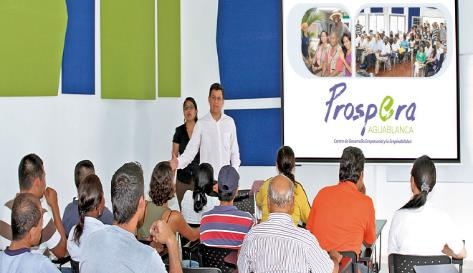 Prospera
AGUABLANCA
Centro de Desarrollo Empresarial y la Empleabilidad